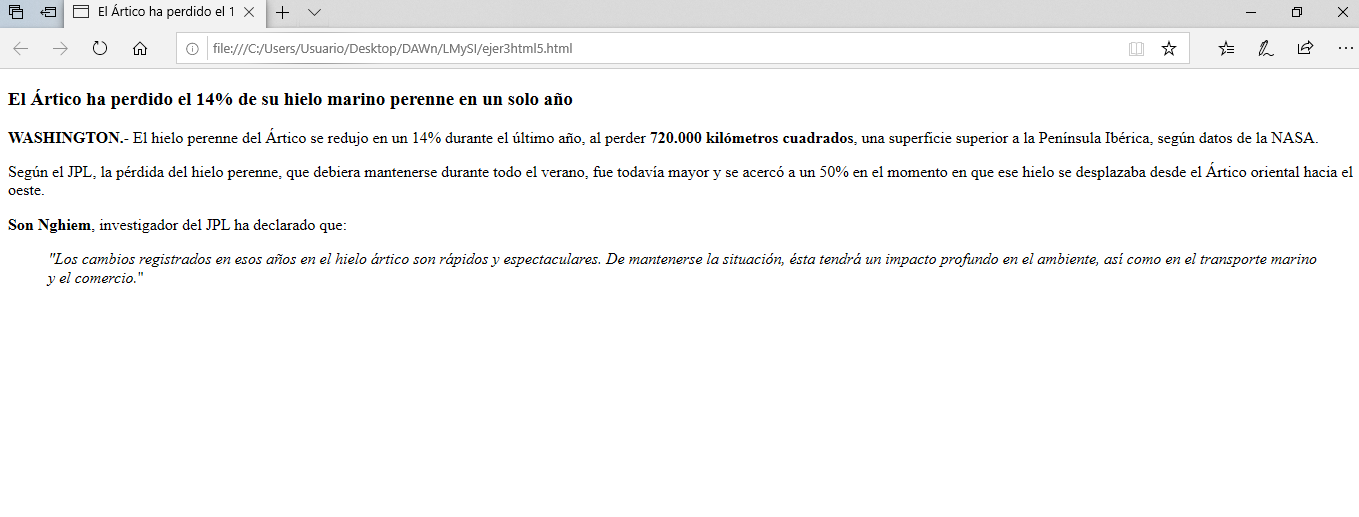 El Ártico ha perdido el 1
file:///C:/Users/Usuario/Desktop/DAWn/LMySI/ejer3html5.html
El Ártico ha perdido el 14% de su hielo marino perenne en un solo año
WASHINGTON.- El hielo perenne del Ártico se redujo en un 14% durante el último año, al perder 720.000 kilómetros cuadrados, una superficie superior a la Península Ibérica, según datos de la NASA.
Según el JPL, la pérdida del hielo perenne, que debiera mantenerse durante todo el verano, fue todavía mayor y se acercó a un 50% en el momento en que ese hielo se desplazaba desde el Ártico oriental hacia el
oeste.
Son Nghiem, investigador del JPL ha declarado que:
"Los cambios registrados en esos años en el hielo ártico son rápidos y espectaculares. De mantenerse la situación, ésta tendrá un impacto profundo en el ambiente, así como en el transporte marino
y el comercio."